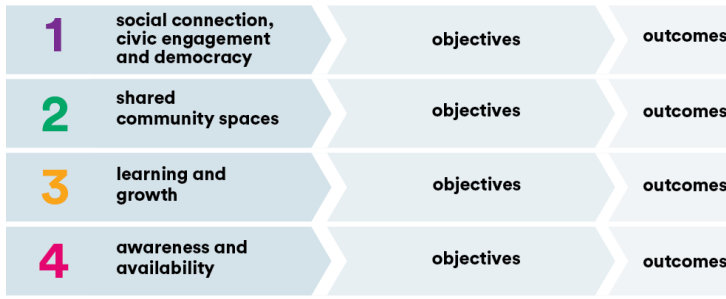 1
social connection,
civic engagement
and democracy
objectives
outcomes
2
shared
community spaces
objectives
outcomes
3
learning and
growth
objectives
outcomes
4
awareness and
availability
objectives
outcomes